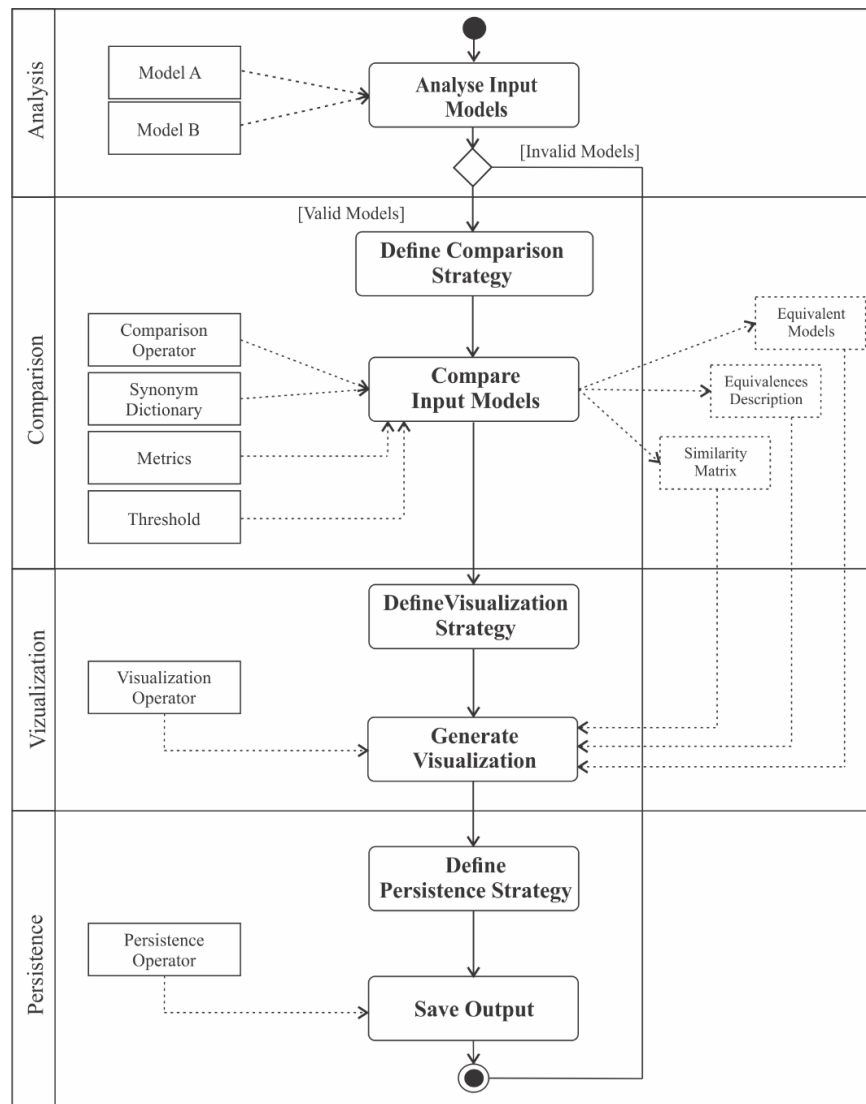 Analysis
Model A
Model B
Analyse Input
Models
[Invalid Models]
[Valid Models]
Comparison
Define Comparison
Strategy
Comparison
Operator
Synonym
Dictionary
Metrics
Threshold
Compare
Input Models
Equivalent
Models
Equivalences
Description
Similarity
Matrix
Vizualization
DefineVisualization
Strategy
Visualization
Operator
Generate
Visualization
Persistence
Define
Persistence Strategy
Persistence
Operator
Save Output